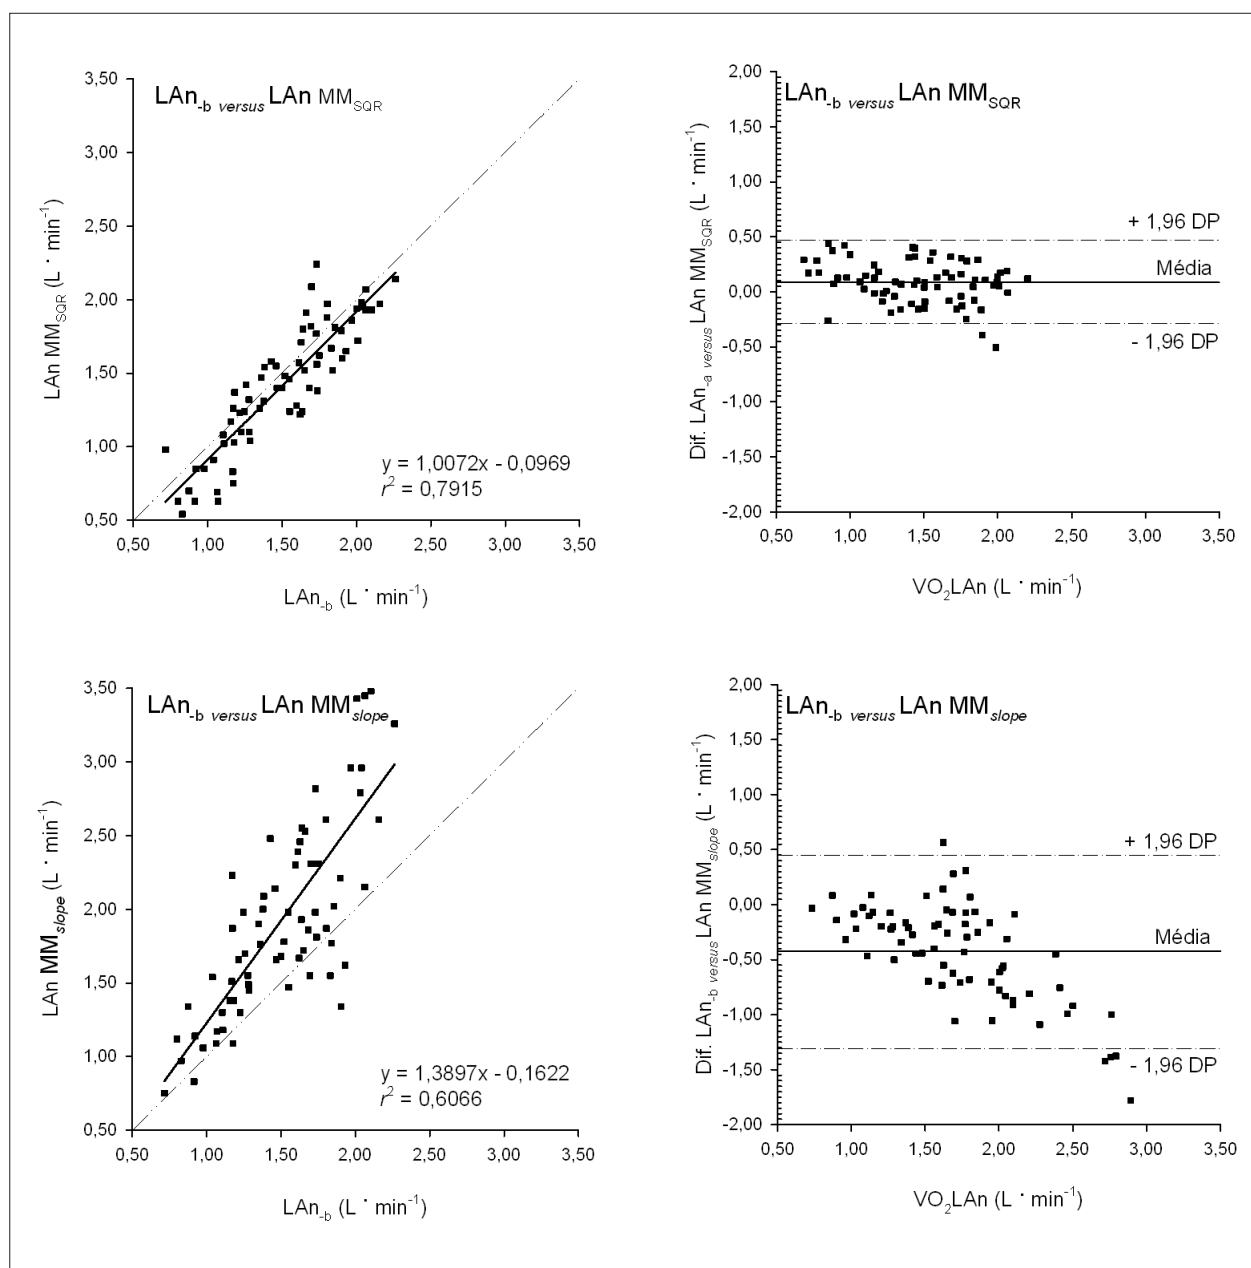 LAn-b versus LAn MMSQR
LAn MMSQR (L · min-1)
3,50
3,00
2,50
2,00
1,50
1,00
0,50
y = 1,0072x - 0,0969
r2 = 0,7915
0,50 1,00 1,50 2,00 2,50 3,00 3,50
LAn-b (L · min-1)
LAn-b versus LAn MMSQR
Dif. LAn-a versus LAn MMSQR (L · min-1)
2,00
1,50
1,00
0,50
0,00
-0,50
-1,00
-1,50
-2,00
+ 1,96 DP
Média
- 1,96 DP
0,50 1,00 1,50 2,00 2,50 3,00 3,50
VO2LAn (L · min-1)
LAn-b versus LAn MMslope
LAn MMslope (L · min-1)
3,50
3,00
2,50
2,00
1,50
1,00
0,50
y = 1,3897x - 0,1622
r2 = 0,6066
0,50 1,00 1,50 2,00 2,50 3,00 3,50
LAn-b (L · min-1)
LAn-b versus LAn MMslope
Dif. LAn-b versus LAn MMslope (L · min-1)
2,00
1,50
1,00
0,50
0,00
-0,50
-1,00
-1,50
-2,00
+ 1,96 DP
Média
- 1,96 DP
0,50 1,00 1,50 2,00 2,50 3,00 3,50
VO2LAn (L · min-1)